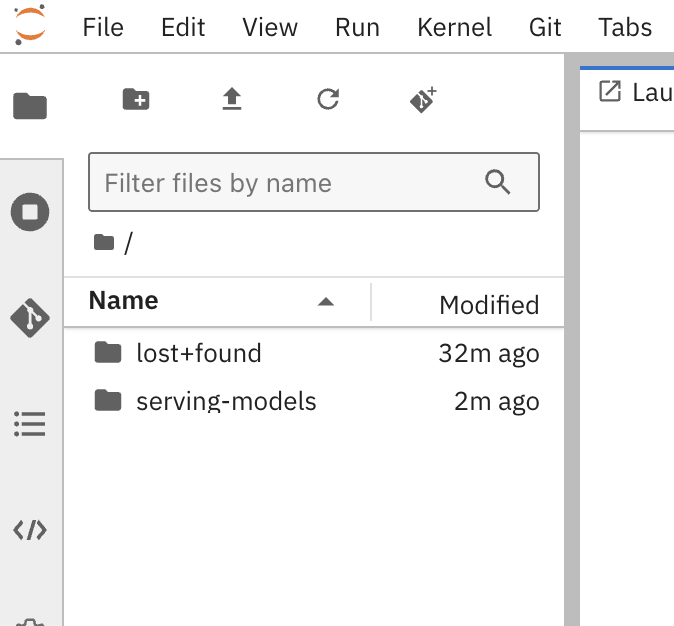 File Edit View Run Kernel Git Tabs
Lau
Filter files by name
/
Name Modified
lost+found 32m ago
serving-models 2m ago